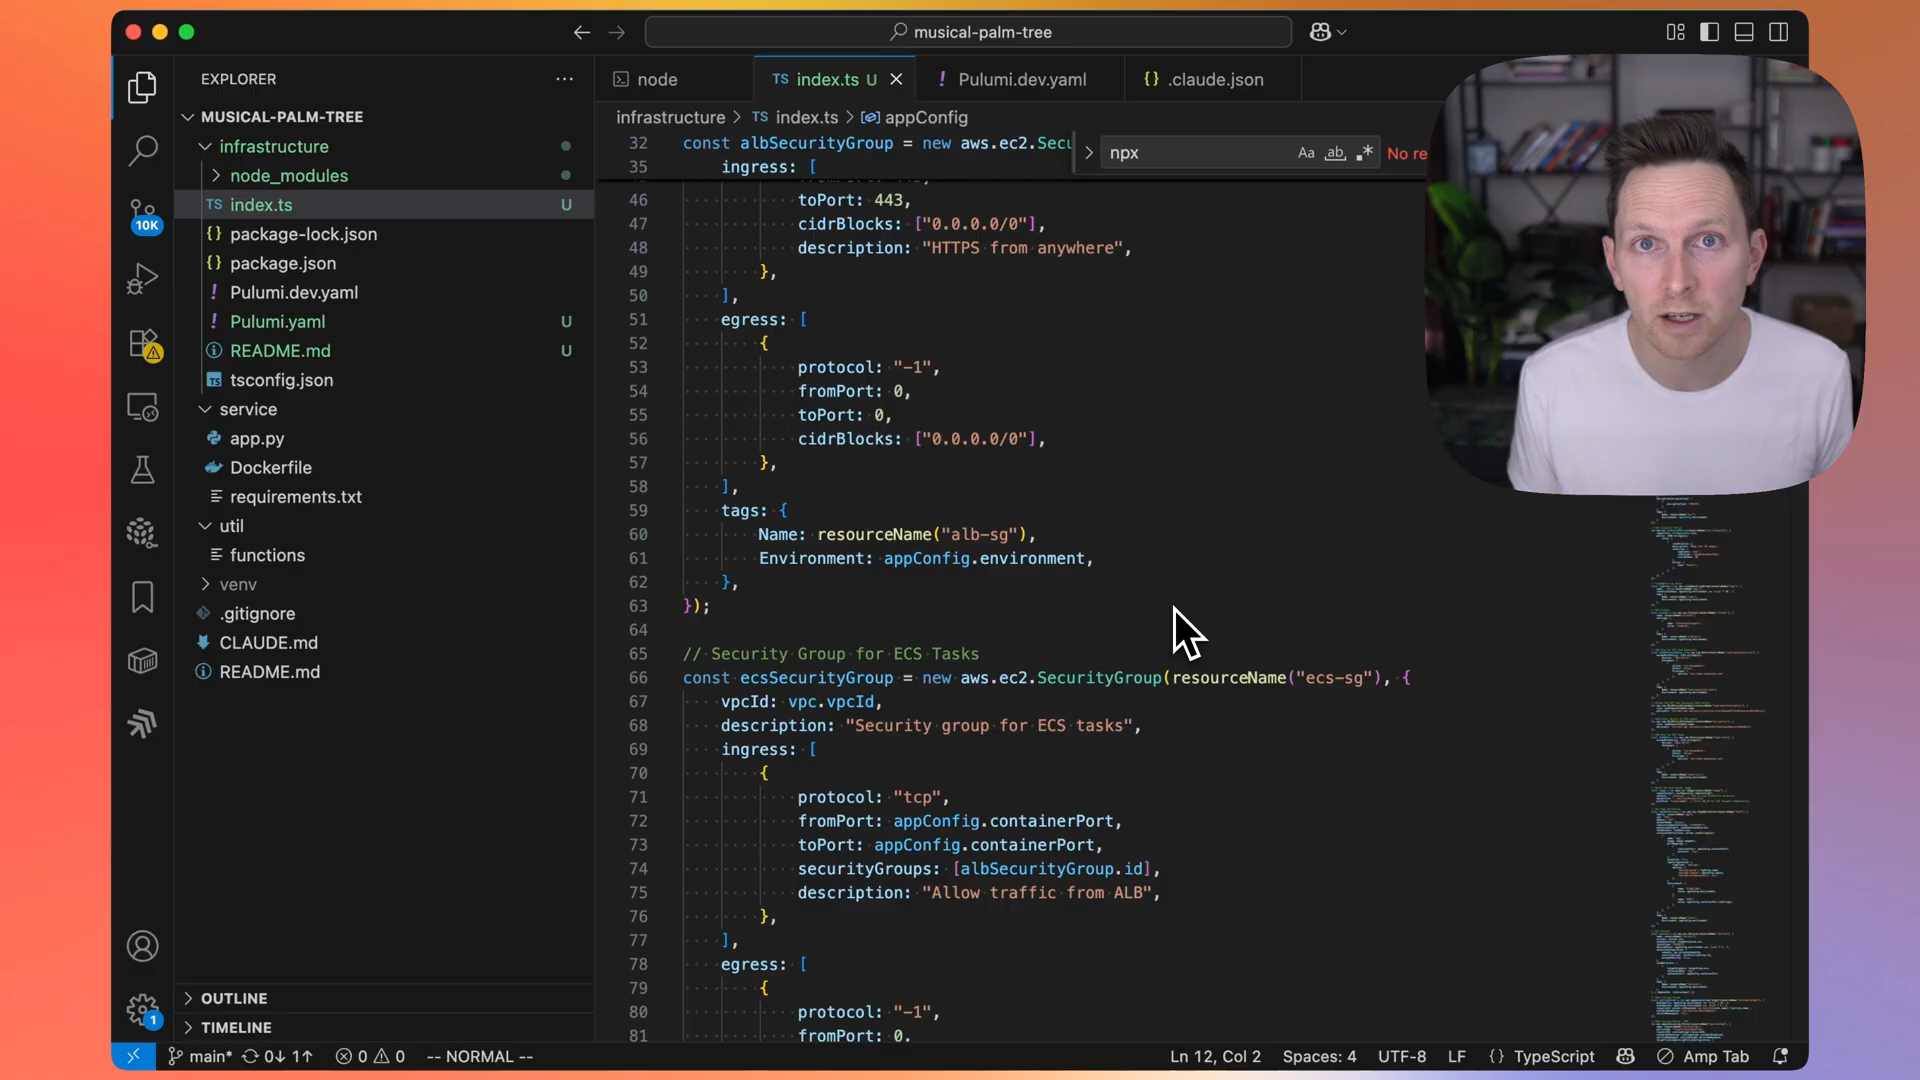 musical-palm-tree
EXPLORER
MUSICAL-PALM-TREE
infrastructure
node_modules
TS index.ts U
{} package-lock.json
{} package.json
! Pulumi.dev.yaml
! Pulumi.yaml U
README.md U
TS tsconfig.json
service
app.py
Dockerfile
requirements.txt
util
functions
venv
.gitignore
CLAUDE.md
README.md
OUTLINE
TIMELINE
10K
1
node
TS index.ts U
! Pulumi.dev.yaml
{} .claude.json
infrastructure > TS index.ts > appConfig
npx Aa ab .* No re
32 const albSecurityGroup = new aws.ec2.Secu
35 ingress: [
46 toPort: 443,
47 cidrBlocks: ["0.0.0.0/0"],
48 description: "HTTPS from anywhere",
49 },
50 ],
51 egress: [
52 {
53 protocol: "-1",
54 fromPort: 0,
55 toPort: 0,
56 cidrBlocks: ["0.0.0.0/0"],
57 },
58 ],
59 tags: {
60 Name: resourceName("alb-sg"),
61 Environment: appConfig.environment,
62 },
63 });
64
65 // Security Group for ECS Tasks
66 const ecsSecurityGroup = new aws.ec2.SecurityGroup(resourceName("ecs-sg"), {
67 vpcId: vpc.vpcId,
68 description: "Security group for ECS tasks",
69 ingress: [
70 {
71 protocol: "tcp",
72 fromPort: appConfig.containerPort,
73 toPort: appConfig.containerPort,
74 securityGroups: [albSecurityGroup.id],
75 description: "Allow traffic from ALB",
76 },
77 ],
78 egress: [
79 {
80 protocol: "-1",
81 fromPort: 0,
main* 0↓ 1↑ 0 0 -- NORMAL -- Ln 12, Col 2 Spaces: 4 UTF-8 LF {} TypeScript Amp Tab